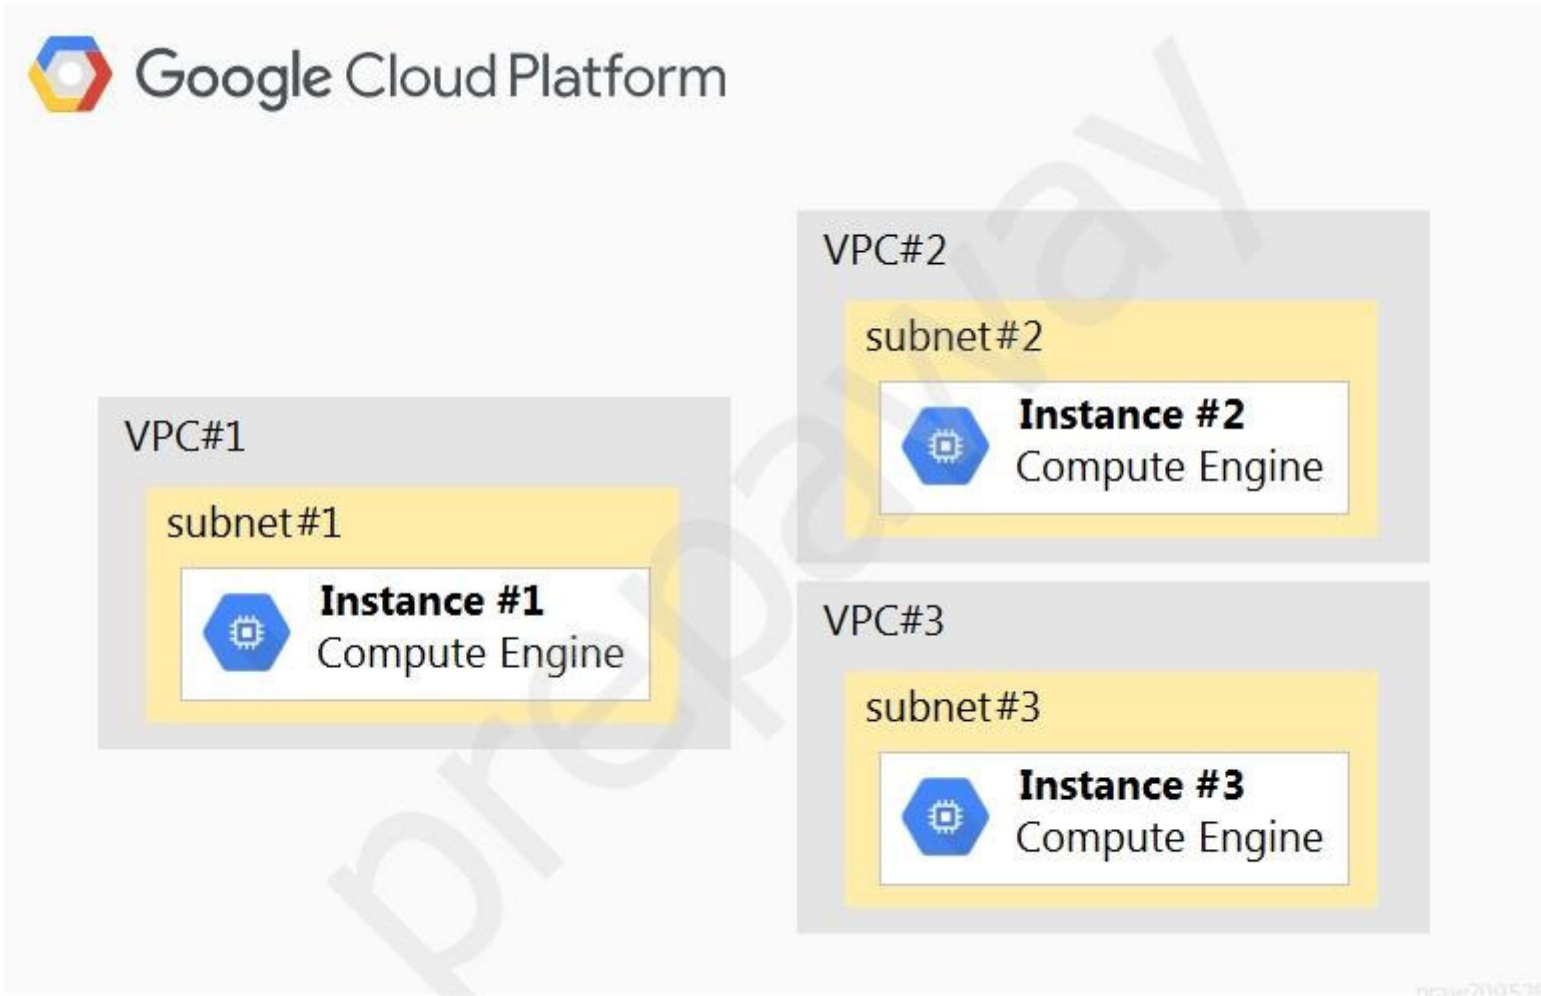 Google Cloud Platform
VPC#2
subnet#2
Instance #2
Compute Engine
VPC#1
subnet#1
Instance #1
Compute Engine
VPC#3
subnet#3
Instance #3
Compute Engine
prepaway